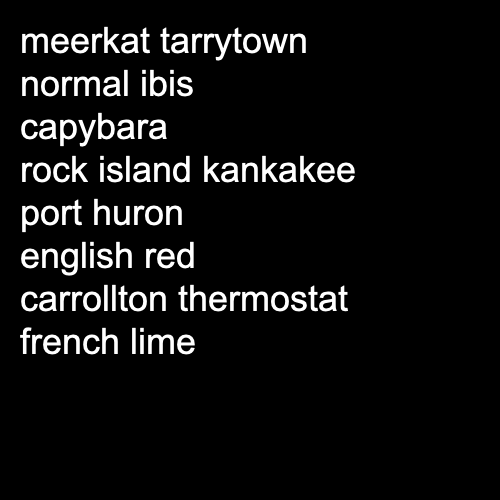 meerkat tarrytown
normal ibis
capybara
rock island kankakee
port huron
english red
carrollton thermostat
french lime